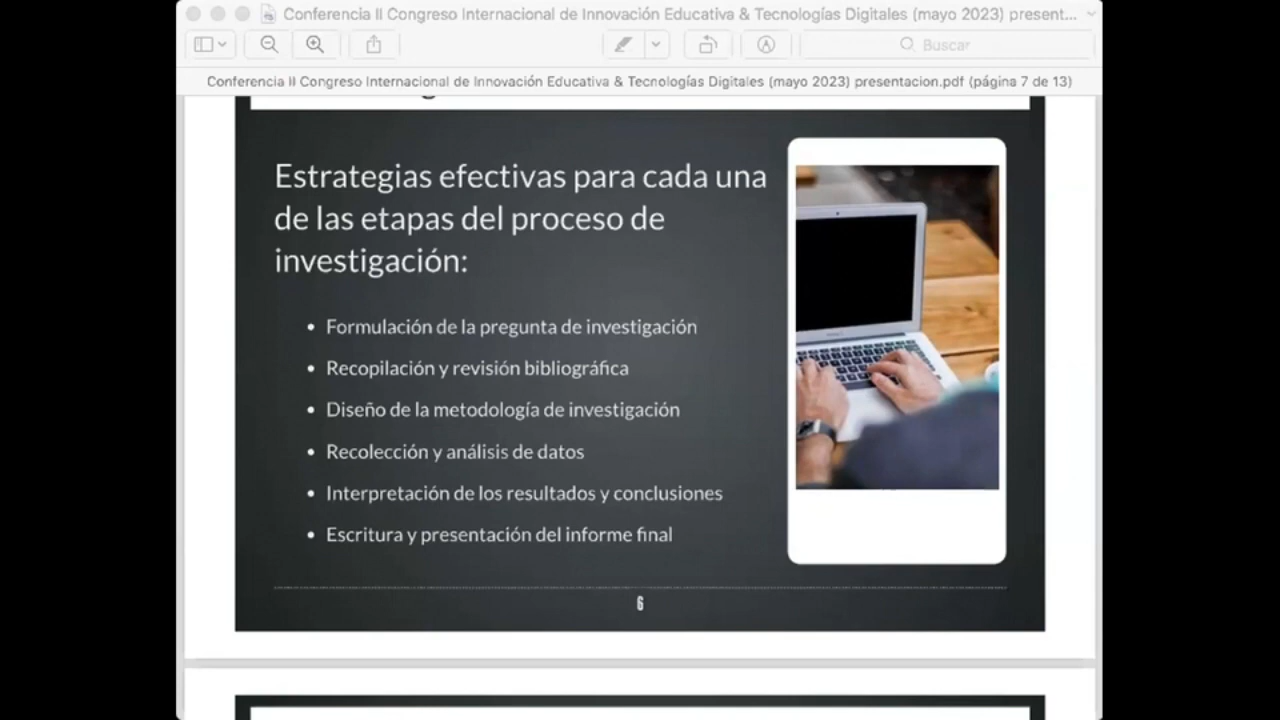 Conferencia II Congreso Internacional de Innovación Educativa & Tecnologías Digitales (mayo 2023) present...
Buscar
Conferencia II Congreso Internacional de Innovación Educativa & Tecnologías Digitales (mayo 2023) presentacion.pdf (página 7 de 13)
Estrategias efectivas para cada una
de las etapas del proceso de
investigación:
• Formulación de la pregunta de investigación
• Recopilación y revisión bibliográfica
• Diseño de la metodología de investigación
• Recolección y análisis de datos
• Interpretación de los resultados y conclusiones
• Escritura y presentación del informe final
6